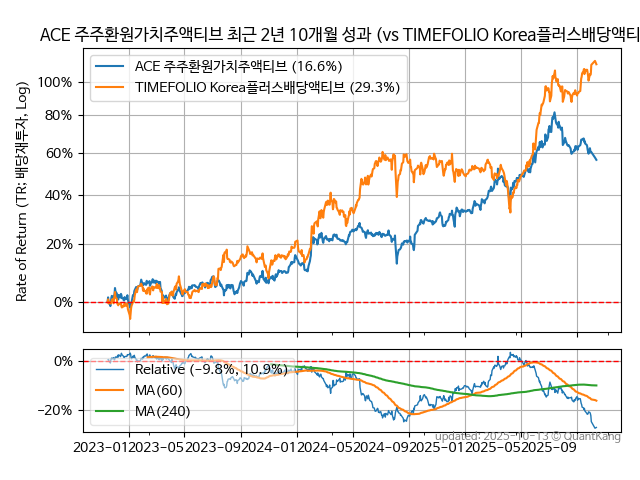 ACE 주주환원가치주액티브 최근 2년 10개월 성과 (vs TIMEFOLIO Korea플러스배당액티
Rate of Return (TR: 배당재투자, Log)
ACE 주주환원가치주액티브 (16.6%)
TIMEFOLIO Korea플러스배당액티브 (29.3%)
100%
80%
60%
40%
20%
0%
0%
−20%
Relative (−9.8%, 10.9%)
MA(60)
MA(240)
updated: 2025-10-13 © QuantKang
2023−01 2023−05 2023−09 2024−01 2024−05 2024−09 2025−01 2025−05 2025−09